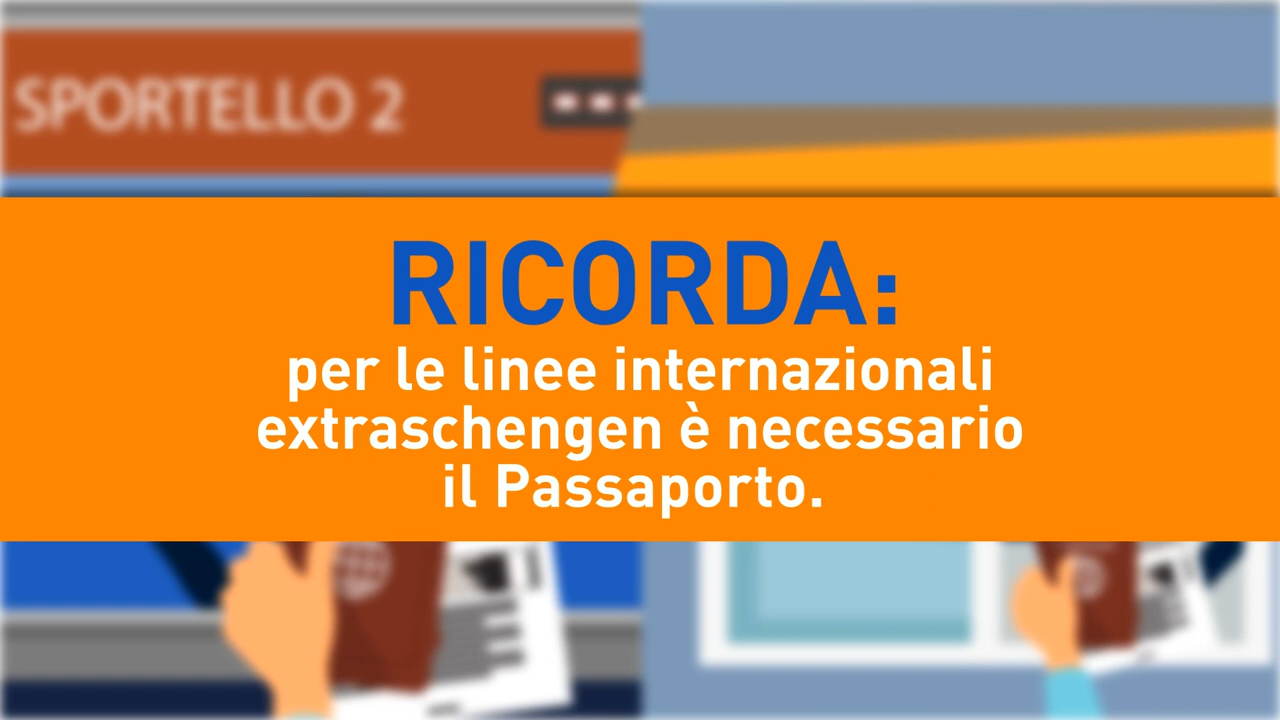 SPORTELLO 2
RICORDA:
per le linee internazionali
extraschengen è necessario
il Passaporto.